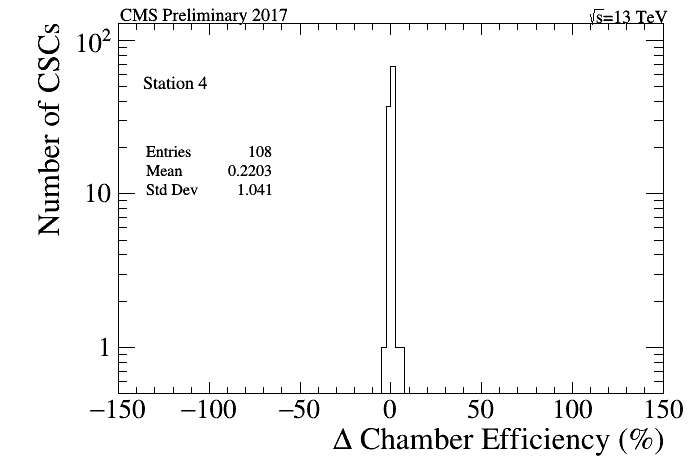 CMS Preliminary 2017
√s=13 TeV
Number of CSCs
10²
10
1
Station 4
Entries 108
Mean 0.2203
Std Dev 1.041
−150 −100 −50 0 50 100 150
Δ Chamber Efficiency (%)